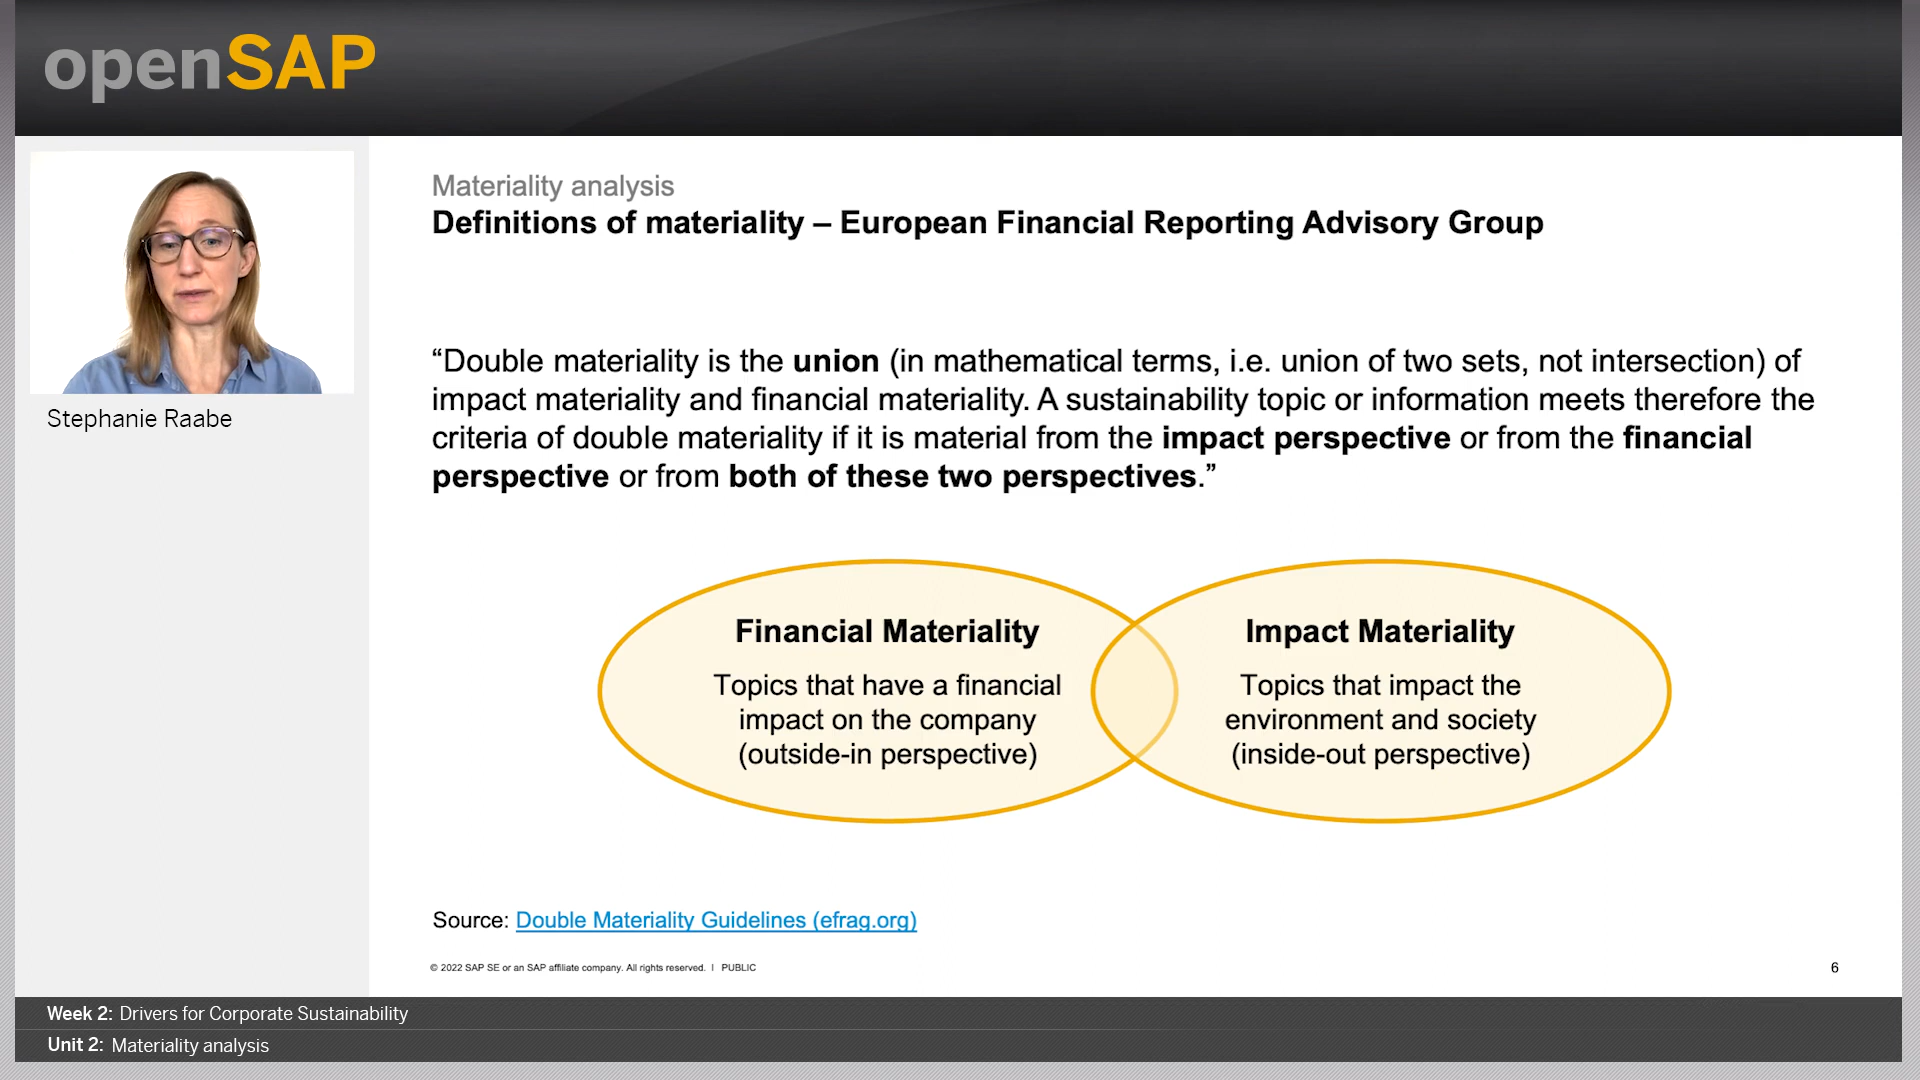 openSAP
Stephanie Raabe
Materiality analysis
Definitions of materiality – European Financial Reporting Advisory Group
“Double materiality is the union (in mathematical terms, i.e. union of two sets, not intersection) of
impact materiality and financial materiality. A sustainability topic or information meets therefore the
criteria of double materiality if it is material from the impact perspective or from the financial
perspective or from both of these two perspectives.”
Financial Materiality
Topics that have a financial
impact on the company
(outside-in perspective)
Impact Materiality
Topics that impact the
environment and society
(inside-out perspective)
Source: Double Materiality Guidelines (efrag.org)
© 2022 SAP SE or an SAP affiliate company. All rights reserved. I PUBLIC
6
Week 2: Drivers for Corporate Sustainability
Unit 2: Materiality analysis